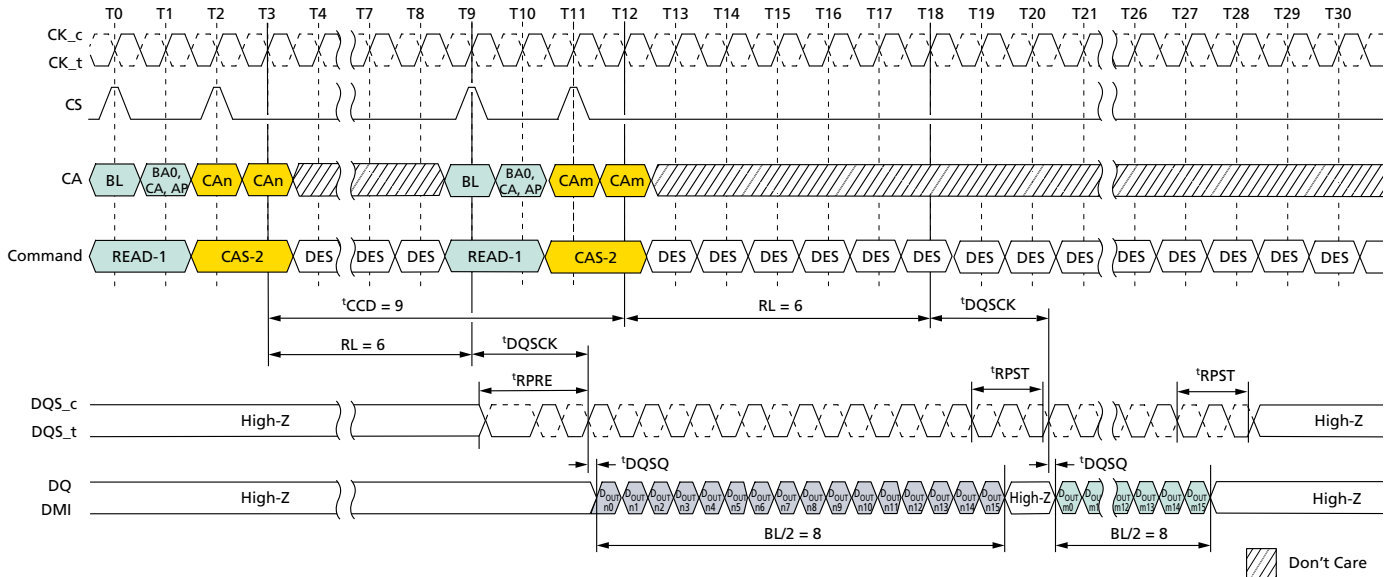 T0 T1 T2 T3 T4 T7 T8 T9 T10 T11 T12 T13 T14 T15 T16 T17 T18 T19 T20 T21 T26 T27 T28 T29 T30
CK_c
CK_t
CS
CA BL BA0, CA, AP CAn CAn BL BA0, CA, AP CAm CAm
Command READ-1 CAS-2 DES DES DES READ-1 CAS-2 DES DES DES DES DES DES DES DES DES DES DES DES DES DES
tCCD = 9 RL = 6 tDQSCK
RL = 6 tDQSCK
tRPRE tRPST tRPST
DQS_c
DQS_t
High-Z High-Z
tDQSQ tDQSQ
DQ
DMI
High-Z DOUT n0 DOUT n1 DOUT n2 DOUT n3 DOUT n4 DOUT n5 DOUT n6 DOUT n7 DOUT n8 DOUT n9 DOUT n10 DOUT n11 DOUT n12 DOUT n13 DOUT n14 DOUT n15 High-Z DOUT m0 DOUT m1 DOUT m12 DOUT m13 DOUT m14 DOUT m15 High-Z
BL/2 = 8 BL/2 = 8
Don't Care